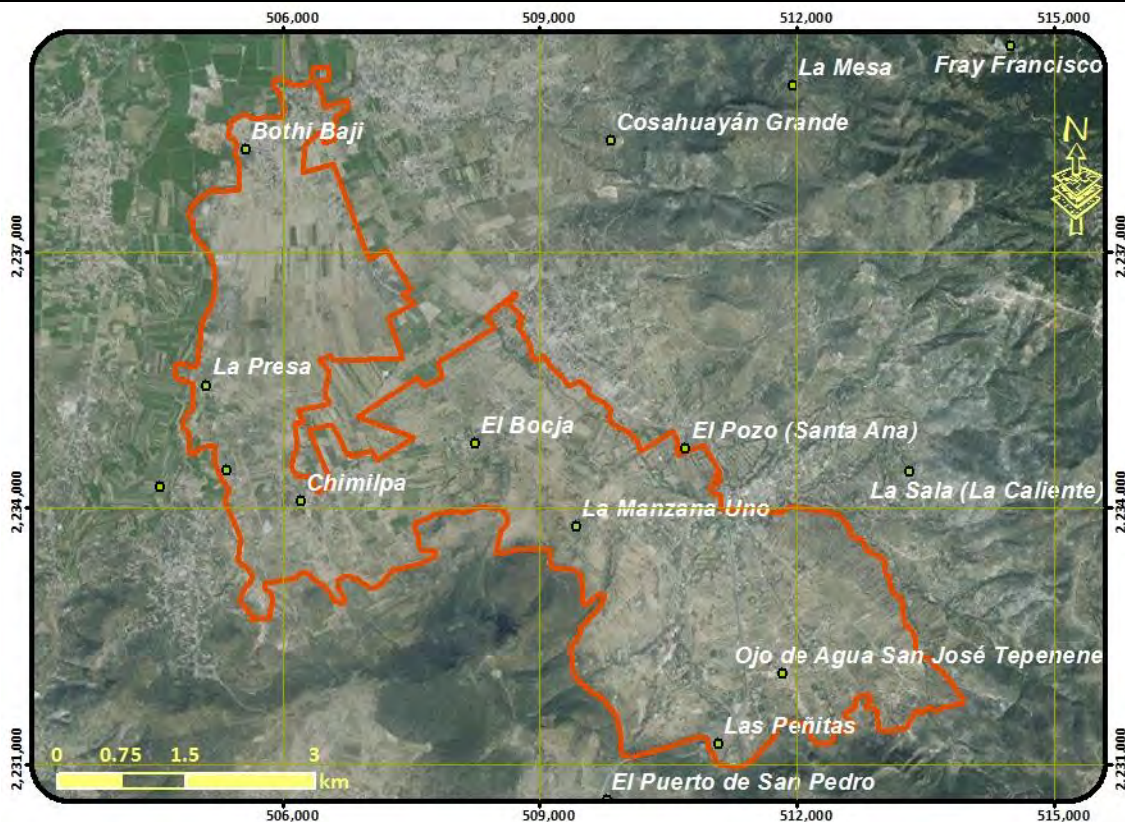 506,000
509,000
512,000
515,000
La Mesa
Fray Francisco
Cosahuayán Grande
N
Bothi Baji
2,237,000
2,237,000
La Presa
El Bocja
El Pozo (Santa Ana)
Chimilpa
La Sala (La Caliente)
La Manzana Uno
2,234,000
2,234,000
Ojo de Agua San José Tepenene
Las Peñitas
0 0.75 1.5 3
km
El Puerto de San Pedro
2,231,000
2,231,000
506,000
509,000
512,000
515,000